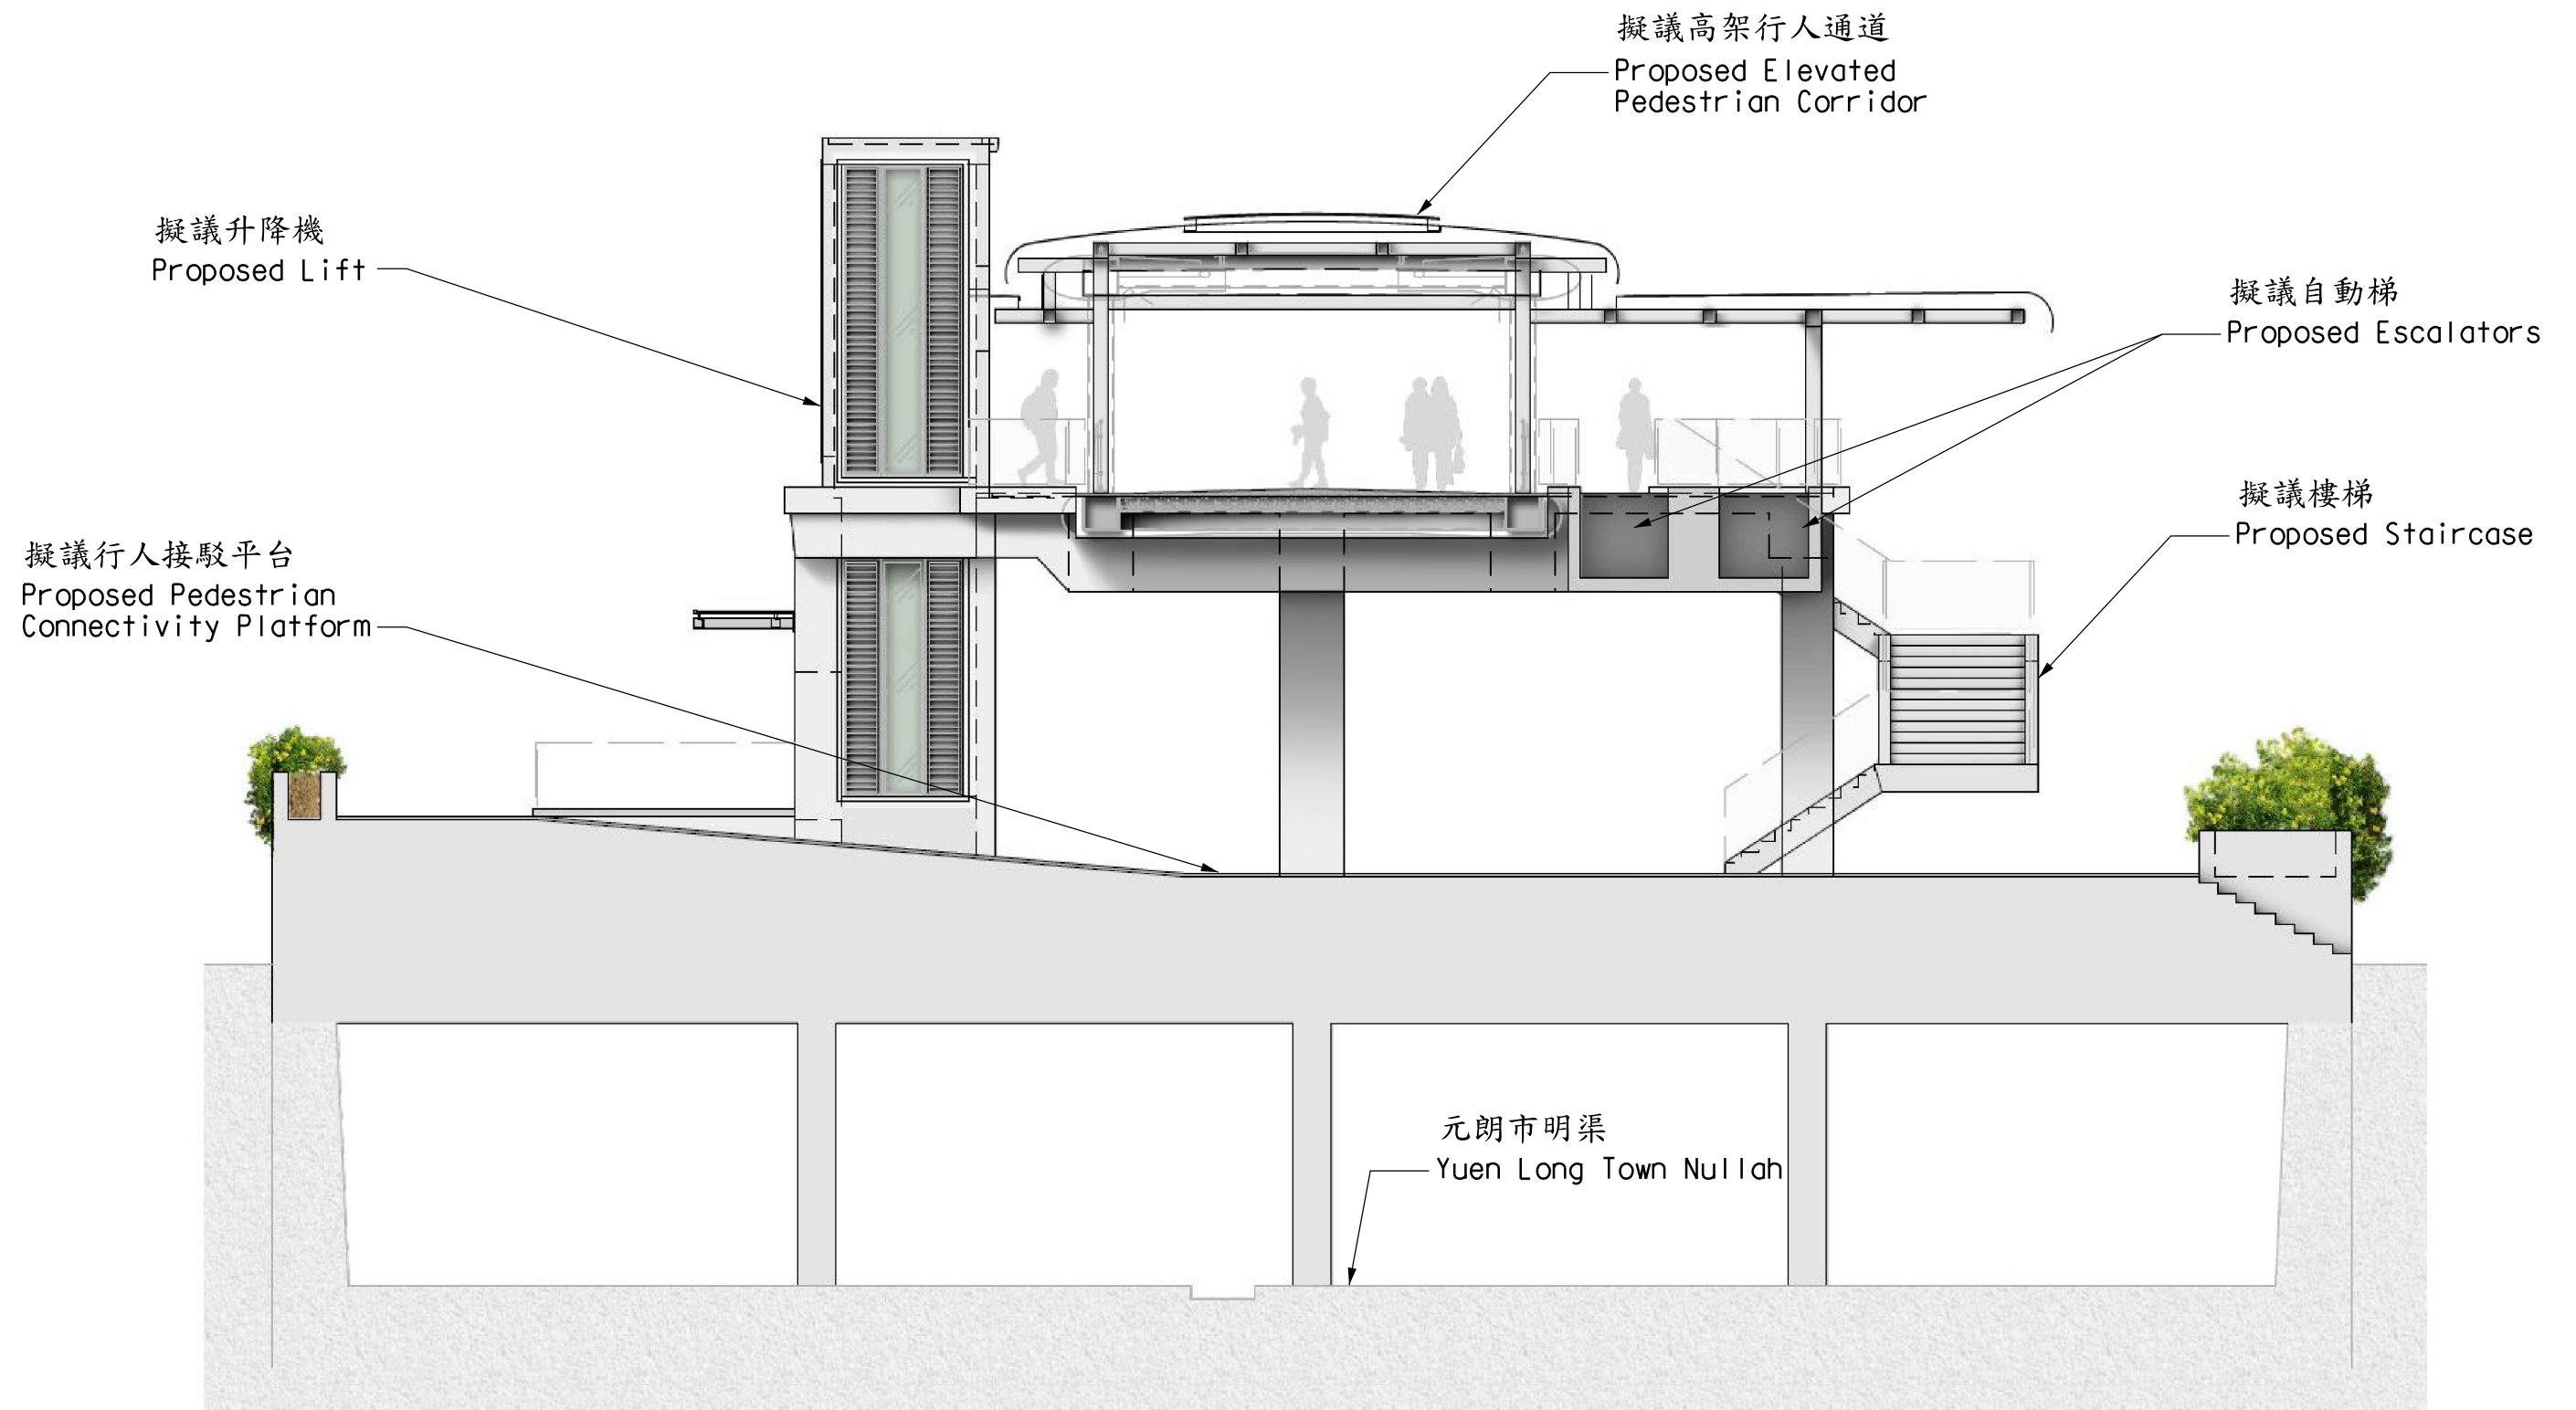 擬議高架行人通道
Proposed Elevated
Pedestrian Corridor
擬議升降機
Proposed Lift
擬議自動梯
Proposed Escalators
擬議樓梯
Proposed Staircase
擬議行人接駁平台
Proposed Pedestrian
Connectivity Platform
元朗市明渠
Yuen Long Town Nullah